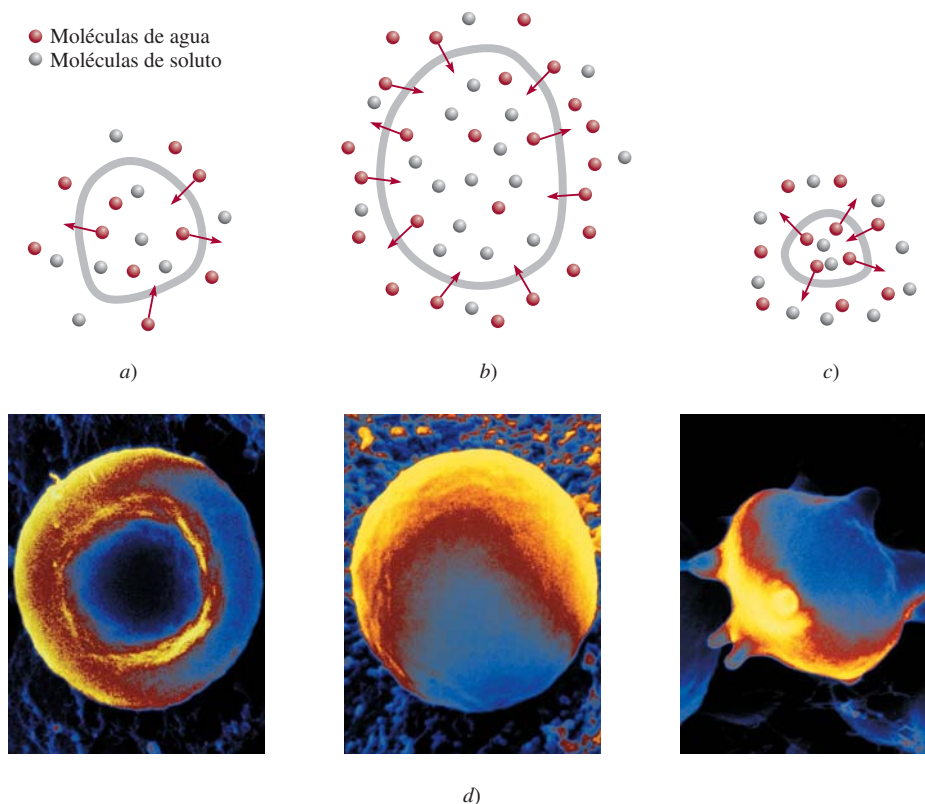 Moléculas de agua
Moléculas de soluto
a)
b)
c)
d)